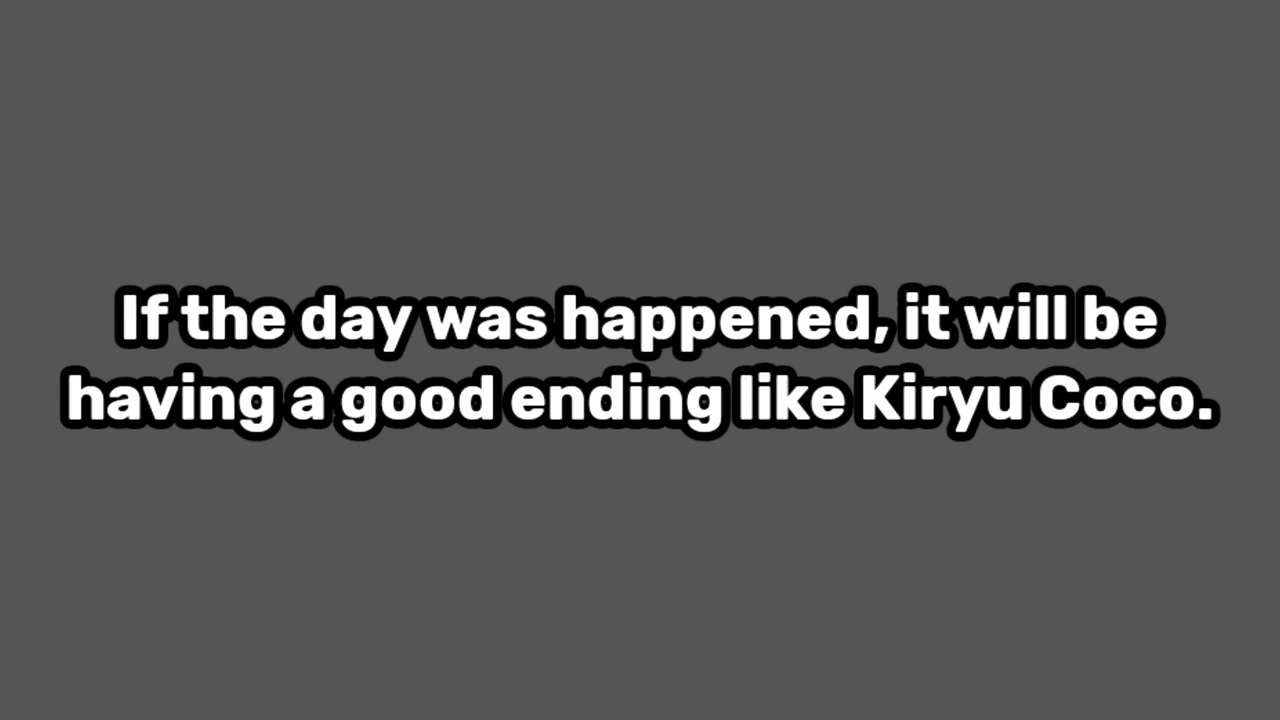 If the day was happened, it will be
having a good ending like Kiryu Coco.